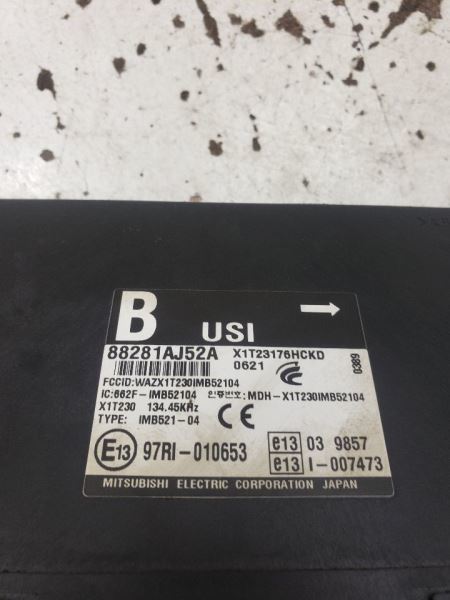 B USI
88281AJ52A X1T23176HCKD
0621
0389
FCCID:WAZX1T230IMB52104
IC:662F-IMB52104 인증번호:MDH-X1T230IMB52104
X1T230 134.45KHz
TYPE: IMB521-04 CE
E13 97RI-010653
e13 03 9857
e13 I-007473
MITSUBISHI ELECTRIC CORPORATION JAPAN